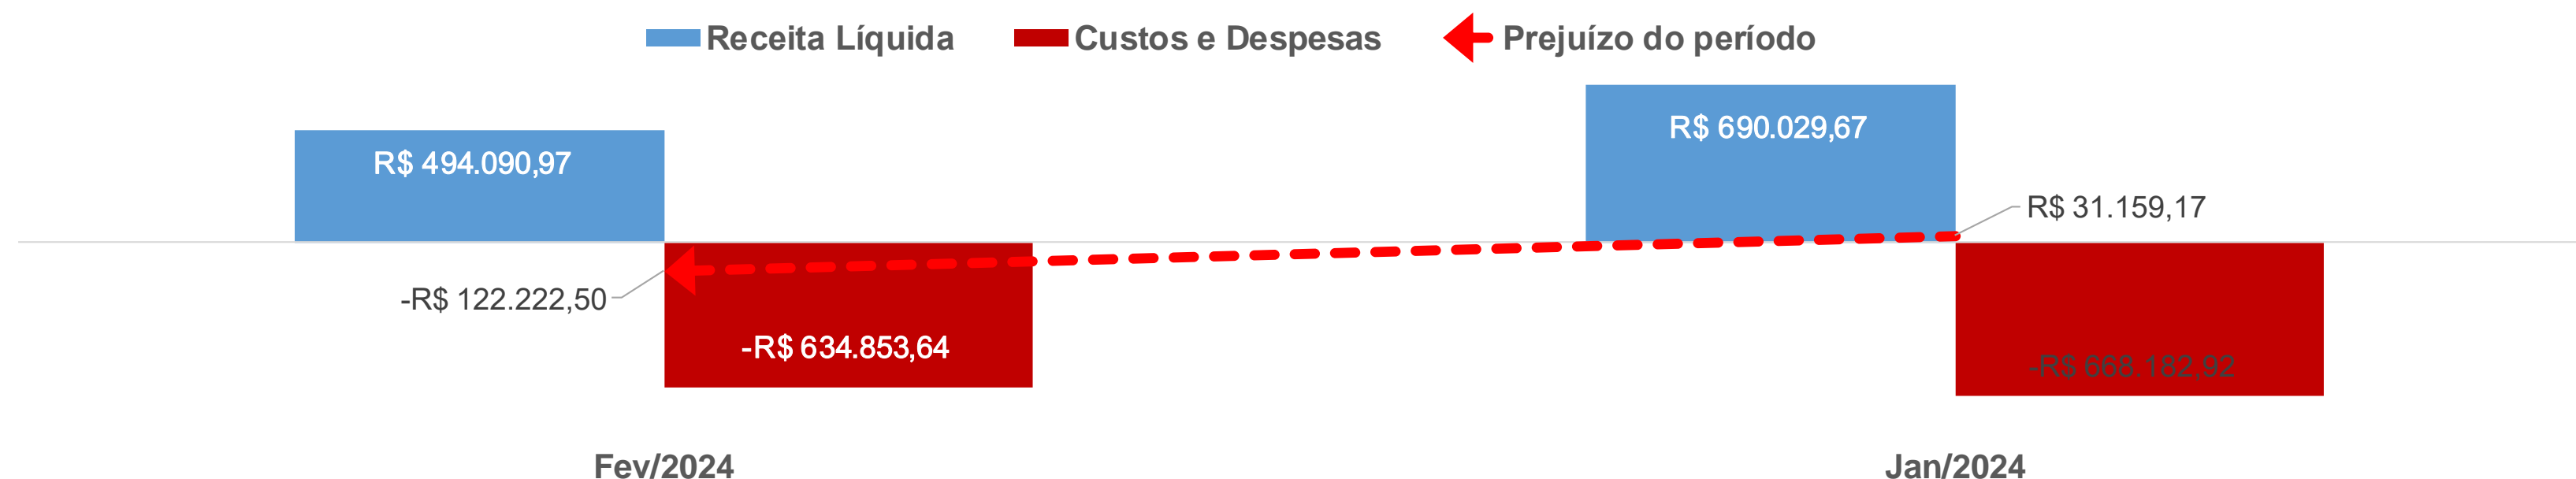 Receita Líquida Custos e Despesas Prejuízo do período
R$ 690.029,67
R$ 494.090,97
R$ 31.159,17
-R$ 122.222,50
-R$ 634.853,64
-R$ 668.182,92
Fev/2024 Jan/2024